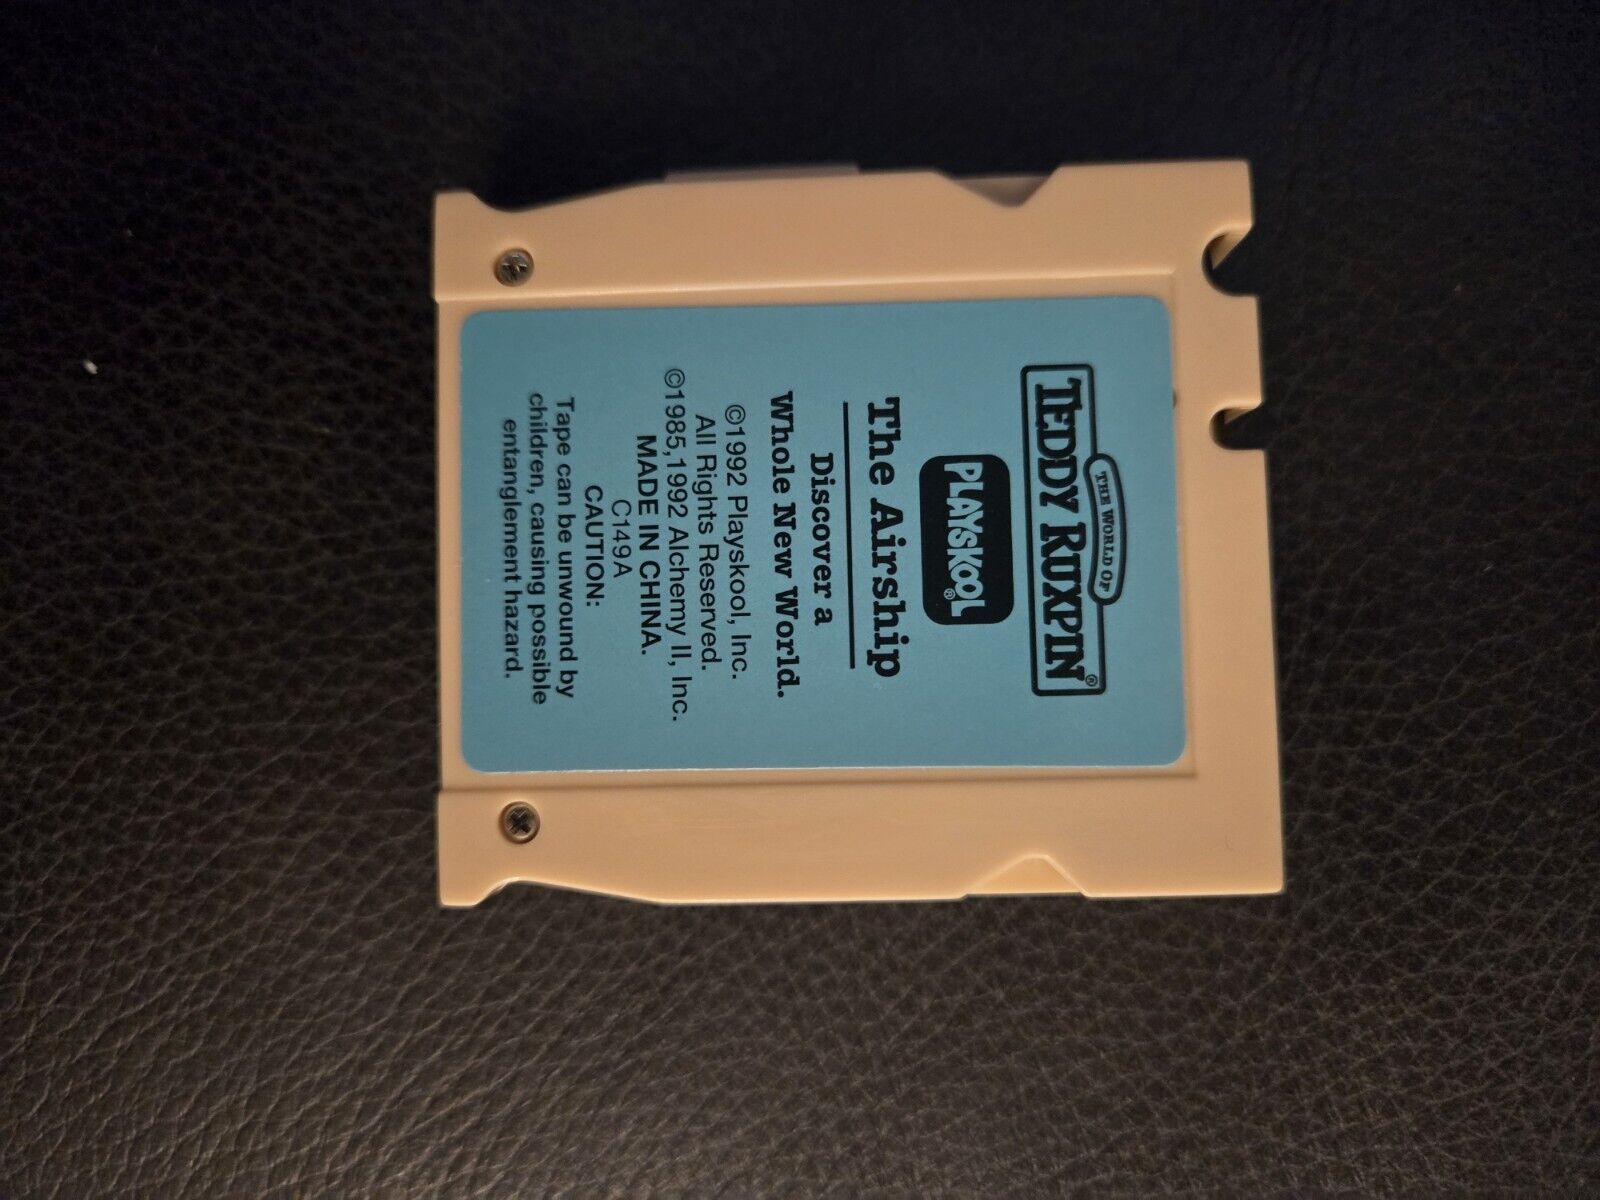 THE WORLD OF
TEDDY RUXPIN®
PLAYSKOOL®
The Airship
Discover a
Whole New World.
©1992 Playskool, Inc.
All Rights Reserved.
©1985,1992 Alchemy II, Inc.
MADE IN CHINA.
C149A
CAUTION:
Tape can be unwound by
children, causing possible
entanglement hazard.